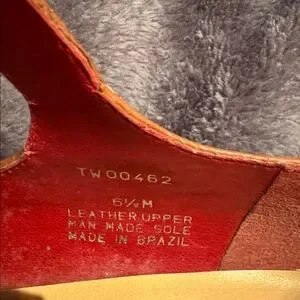 TW00462
6½M
LEATHER UPPER
MAN MADE SOLE
MADE IN BRAZIL